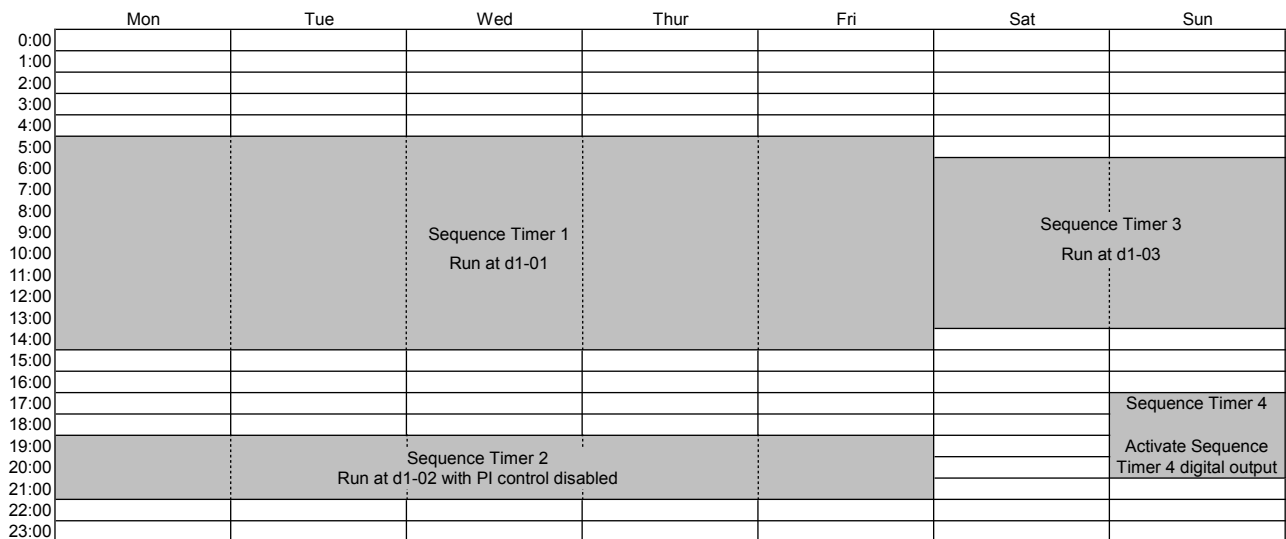 Mon Tue Wed Thur Fri Sat Sun
0:00
1:00
2:00
3:00
4:00
5:00
6:00
7:00
8:00
9:00
10:00
11:00
12:00
13:00
14:00
15:00
16:00
17:00
18:00
19:00
20:00
21:00
22:00
23:00
Sequence Timer 1
Run at d1-01
Sequence Timer 3
Run at d1-03
Sequence Timer 2
Run at d1-02 with PI control disabled
Sequence Timer 4
Activate Sequence
Timer 4 digital output